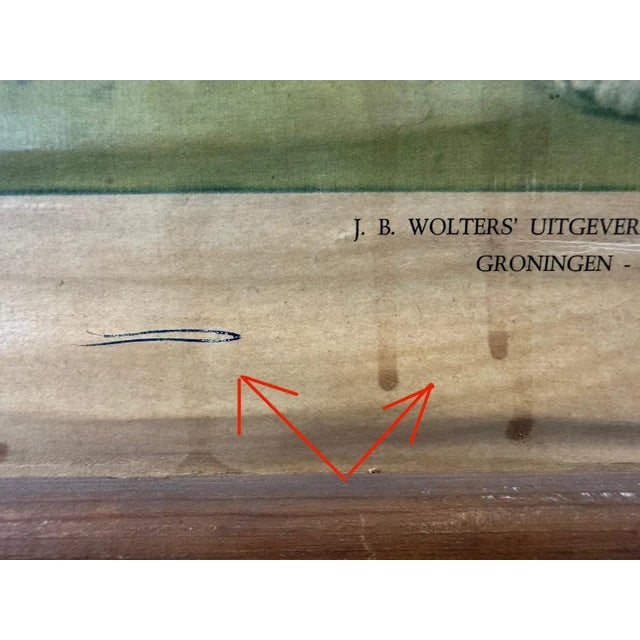 J. B. WOLTERS' UITGEVER
GRONINGEN -